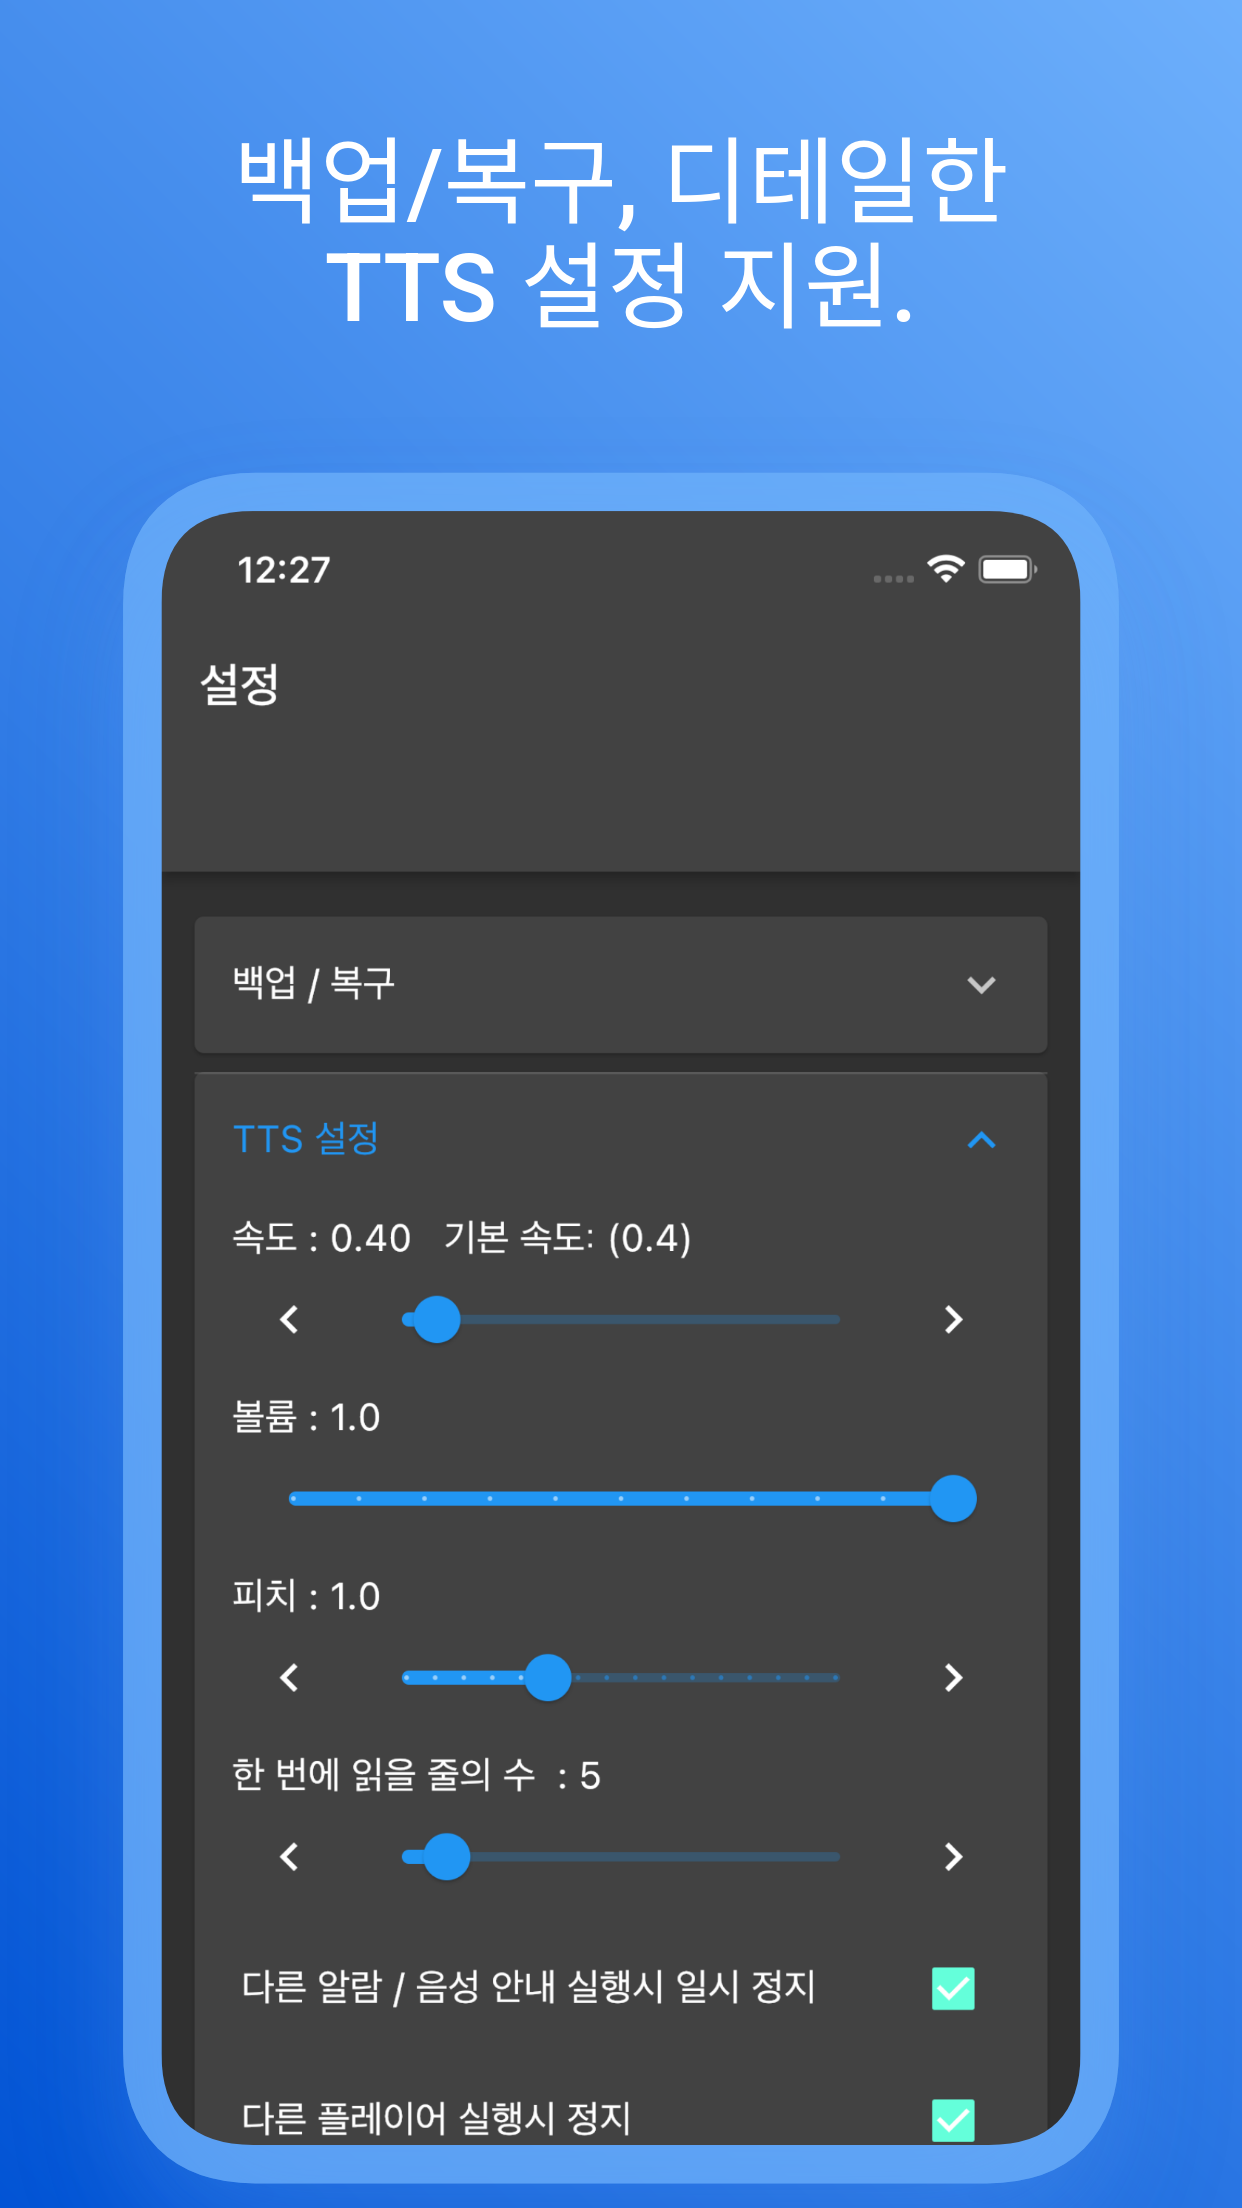 백업/복구, 디테일한
TTS 설정 지원.
12:27
설정
백업 / 복구
TTS 설정
속도 : 0.40 기본 속도: (0.4)
볼륨 : 1.0
피치 : 1.0
한 번에 읽을 줄의 수 : 5
다른 알람 / 음성 안내 실행시 일시 정지
다른 플레이어 실행시 정지